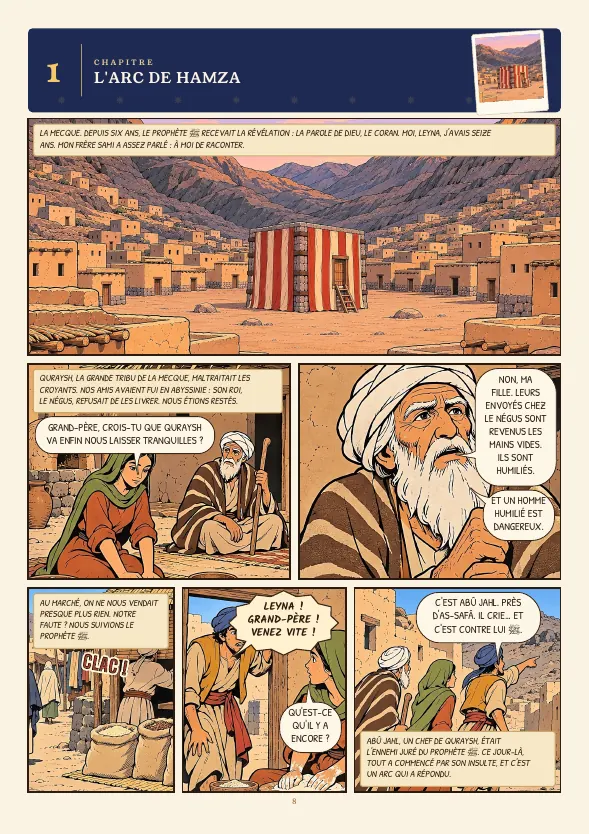 1
CHAPITRE
L'ARC DE HAMZA
LA MECQUE. DEPUIS SIX ANS, LE PROPHÈTE ﷺ RECEVAIT LA RÉVÉLATION : LA PAROLE DE DIEU, LE CORAN. MOI, LEYNA, J'AVAIS SEIZE
ANS. MON FRÈRE SAMI A ASSEZ PARLÉ : À MOI DE RACONTER.
QURAYSH, LA GRANDE TRIBU DE LA MECQUE, MALTRAITAIT LES
CROYANTS. NOS AMIS AVAIENT FUI EN ABYSSINIE : SON ROI,
LE NÉGUS, REFUSAIT DE LES LIVRER. NOUS ÉTIONS RESTÉS.
GRAND-PÈRE, CROIS-TU QUE QURAYSH
VA ENFIN NOUS LAISSER TRANQUILLES ?
NON, MA
FILLE. LEURS
ENVOYÉS CHEZ
LE NÉGUS SONT
REVENUS LES
MAINS VIDES.
ILS SONT
HUMILIÉS.
ET UN HOMME
HUMILIÉ EST
DANGEREUX.
AU MARCHÉ, ON NE NOUS VENDAIT
PRESQUE PLUS RIEN. NOTRE
FAUTE ? NOUS SUIVIONS LE
PROPHÈTE ﷺ.
CLAC !
LEYNA !
GRAND-PÈRE !
VENEZ VITE !
QU'EST-CE
QU'IL Y A
ENCORE ?
C'EST ABÛ JAHL. PRÈS
D'AS-SAFÂ. IL CRIE... ET
C'EST CONTRE LUI ﷺ.
ABÛ JAHL, UN CHEF DE QURAYSH, ÉTAIT
L'ENNEMI JURÉ DU PROPHÈTE ﷺ. CE JOUR-LÀ,
TOUT A COMMENCÉ PAR SON INSULTE, ET C'EST
UN ARC QUI A RÉPONDU.
8